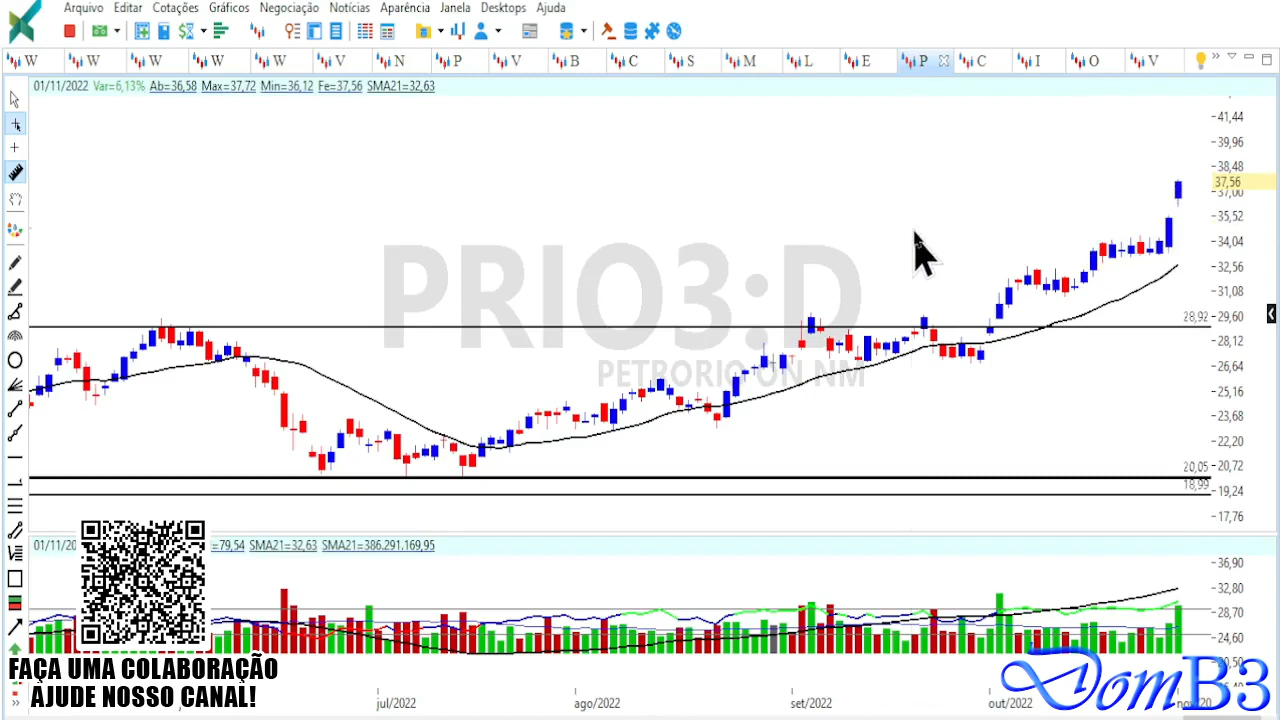 Arquivo Editar Cotações Gráficos Negociação Notícias Aparência Janela Desktops Ajuda
W W W W W V N P V B C S M L E P C I O V
01/11/2022 Var=6,13% Ab=36,58 Max=37,72 Min=36,12 Fe=37,56 SMA21=32,63
41,44
39,96
38,48
37,56
37,00
35,52
34,04
32,56
31,08
28,92
29,60
28,12
26,64
25,16
23,68
22,20
20,05
20,72
18,99
19,24
17,76
PRIO3:D
PETRORIO ON NM
=79,54 SMA21=32,63 SMA21=386.291.169,95
36,90
32,80
28,70
24,60
20,50
FAÇA UMA COLABORAÇÃO
AJUDE NOSSO CANAL!
jul/2022 ago/2022 set/2022 out/2022
DomB3